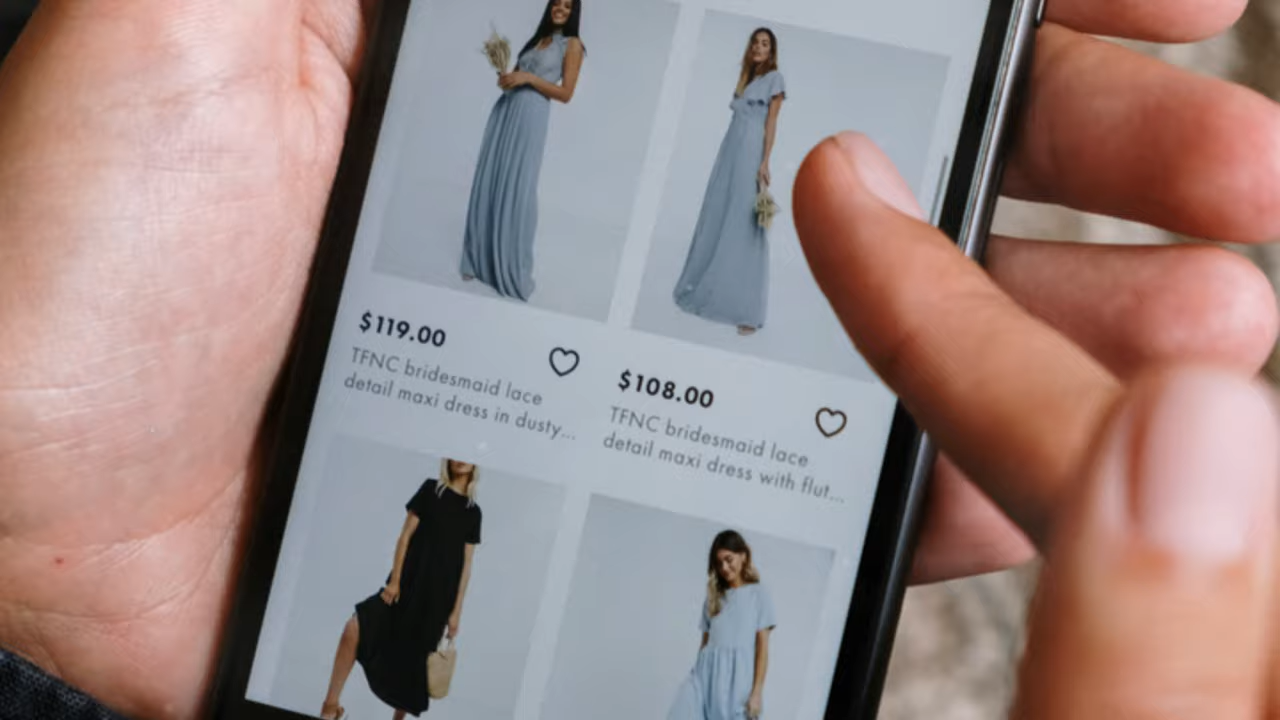 $119.00
TFNC bridesmaid lace
detail maxi dress in dusty...
$108.00
TFNC bridesmaid lace
detail maxi dress with flut...